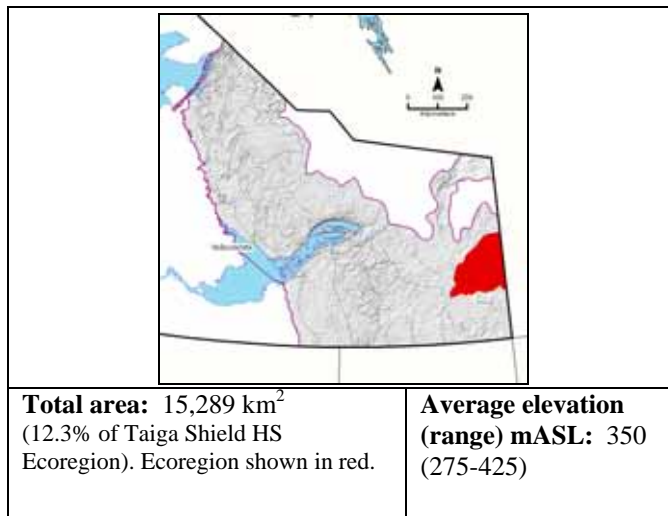 N
Total area: 15,289 km²
(12.3% of Taiga Shield HS
Ecoregion). Ecoregion shown in red.
Average elevation
(range) mASL: 350
(275-425)